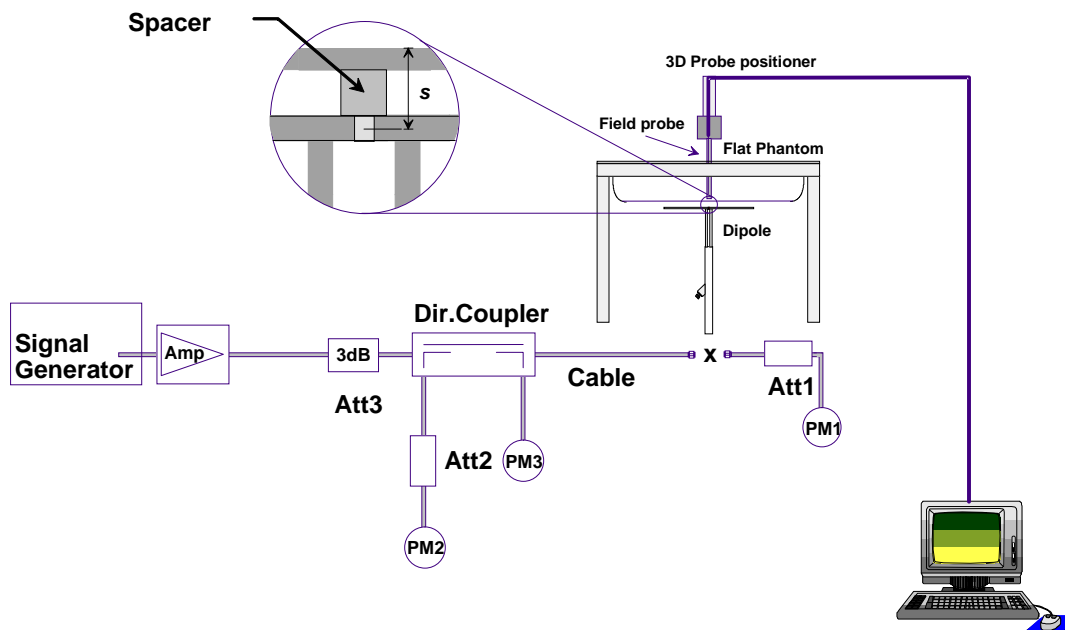 Spacer
s
3D Probe positioner
Field probe
Flat Phantom
Dipole
Signal
Generator
Amp
3dB
Att3
Dir.Coupler
Cable
x
Att1
PM1
Att2
PM3
PM2